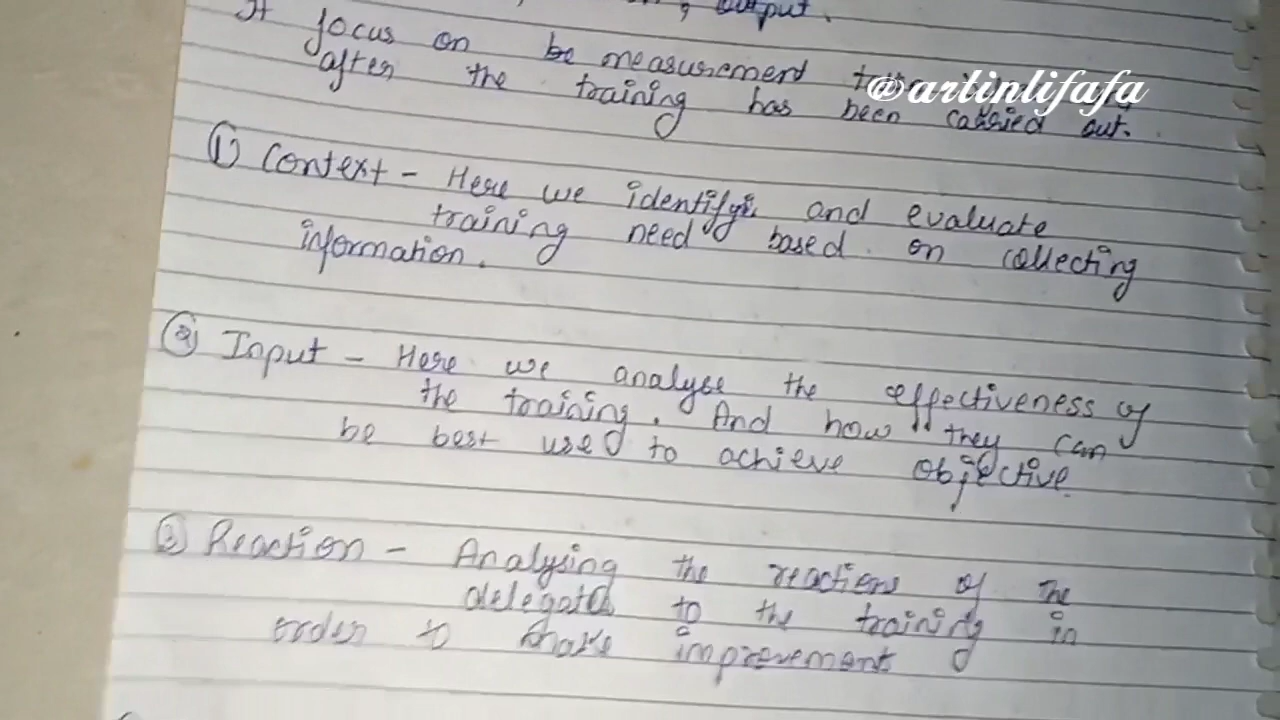 output.
It focus on be measurement
@artinlifafa
after the training has been carried out.
① Context - Here we identify and evaluate
training need based on collecting
information.
② Input - Here we analyse the effectiveness of
the training. And how they can
be best used to achieve objective.
③ Reaction - Analysing the reactions of the
delegates to the training in
order to make improvement